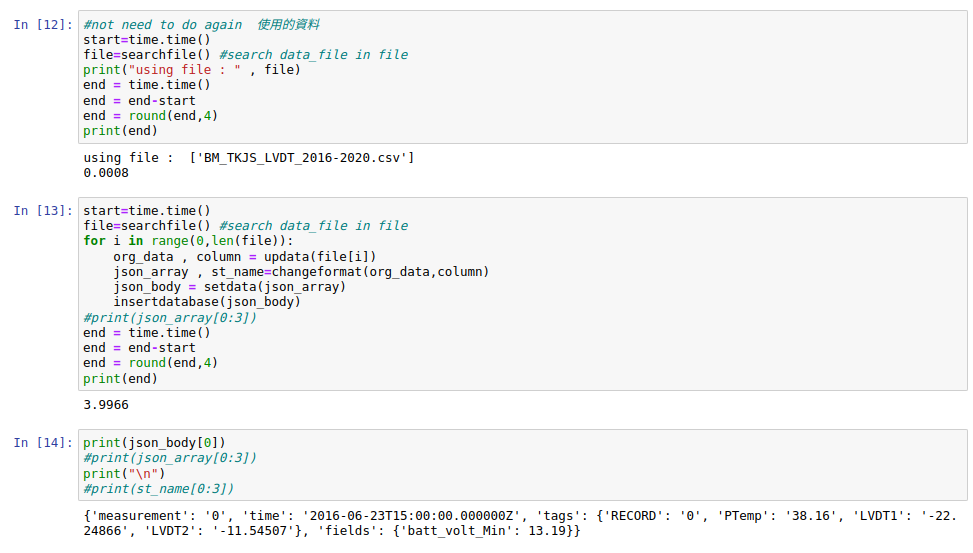 In [12]: #not need to do again  使用的資料
start=time.time()
file=searchfile() #search data_file in file
print("using file : " , file)
end = time.time()
end = end-start
end = round(end,4)
print(end)
using file :  ['BM_TKJS_LVDT_2016-2020.csv']
0.0008
In [13]: start=time.time()
file=searchfile() #search data_file in file
for i in range(0,len(file)):
    org_data , column = updata(file[i])
    json_array , st_name=changeformat(org_data,column)
    json_body = setdata(json_array)
    insertdatabase(json_body)
#print(json_array[0:3])
end = time.time()
end = end-start
end = round(end,4)
print(end)
3.9966
In [14]: print(json_body[0])
#print(json_array[0:3])
print("\n")
#print(st_name[0:3])
{'measurement': '0', 'time': '2016-06-23T15:00:00.000000Z', 'tags': {'RECORD': '0', 'PTemp': '38.16', 'LVDT1': '-22.
24866', 'LVDT2': '-11.54507'}, 'fields': {'batt_volt_Min': 13.19}}